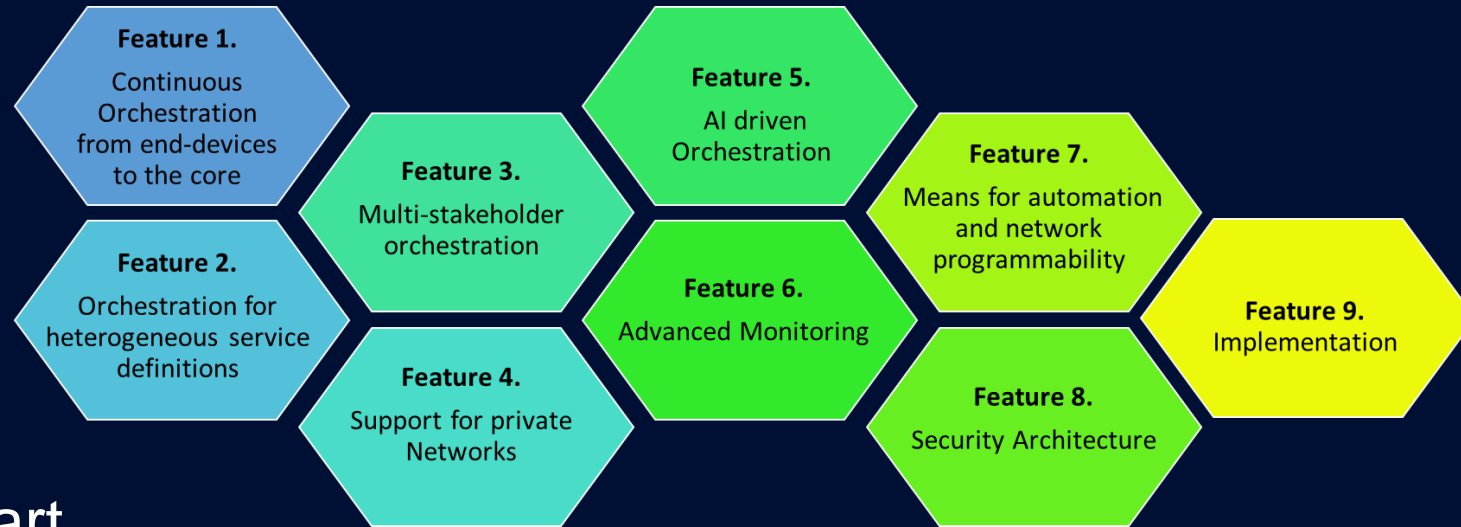 Feature 1.
Continuous
Orchestration
from end-devices
to the core
Feature 2.
Orchestration for
heterogeneous service
definitions
Feature 3.
Multi-stakeholder
orchestration
Feature 4.
Support for private
Networks
Feature 5.
AI driven
Orchestration
Feature 6.
Advanced Monitoring
Feature 7.
Means for automation
and network
programmability
Feature 8.
Security Architecture
Feature 9.
Implementation